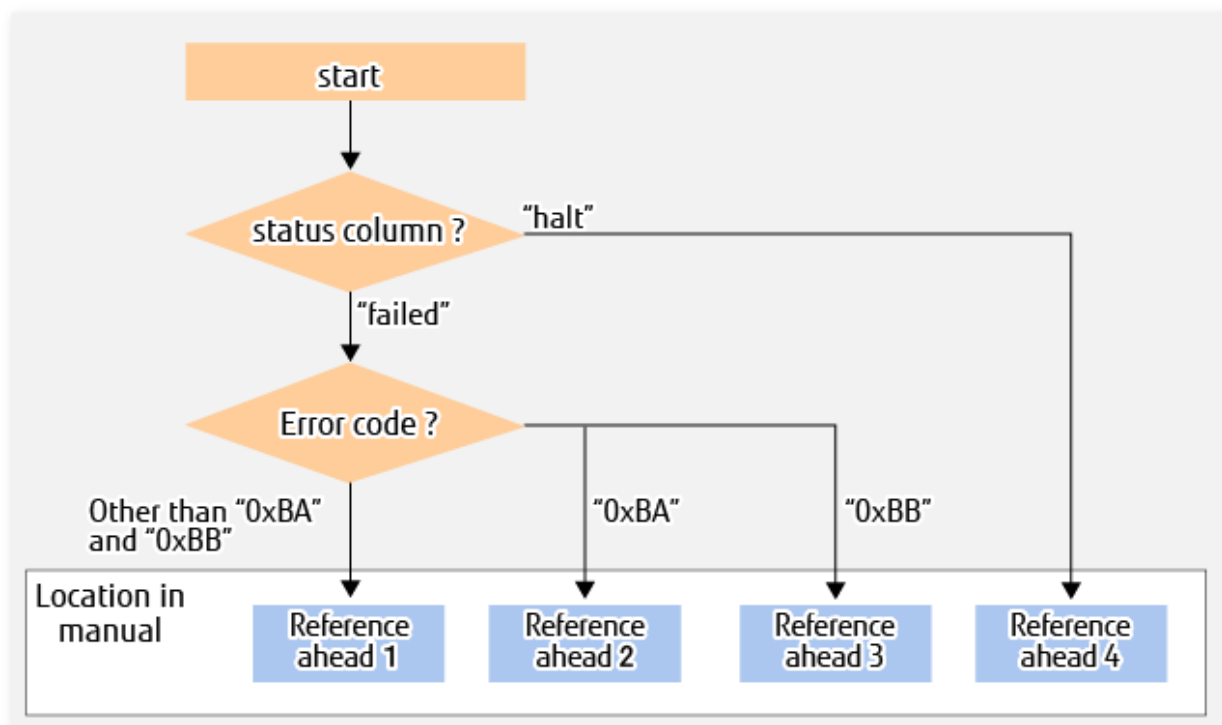 start
status column ?
“halt”
“failed”
Error code ?
Other than “0xBA”
and “0xBB”
“0xBA”
“0xBB”
Location in
manual
Reference
ahead 1
Reference
ahead 2
Reference
ahead 3
Reference
ahead 4